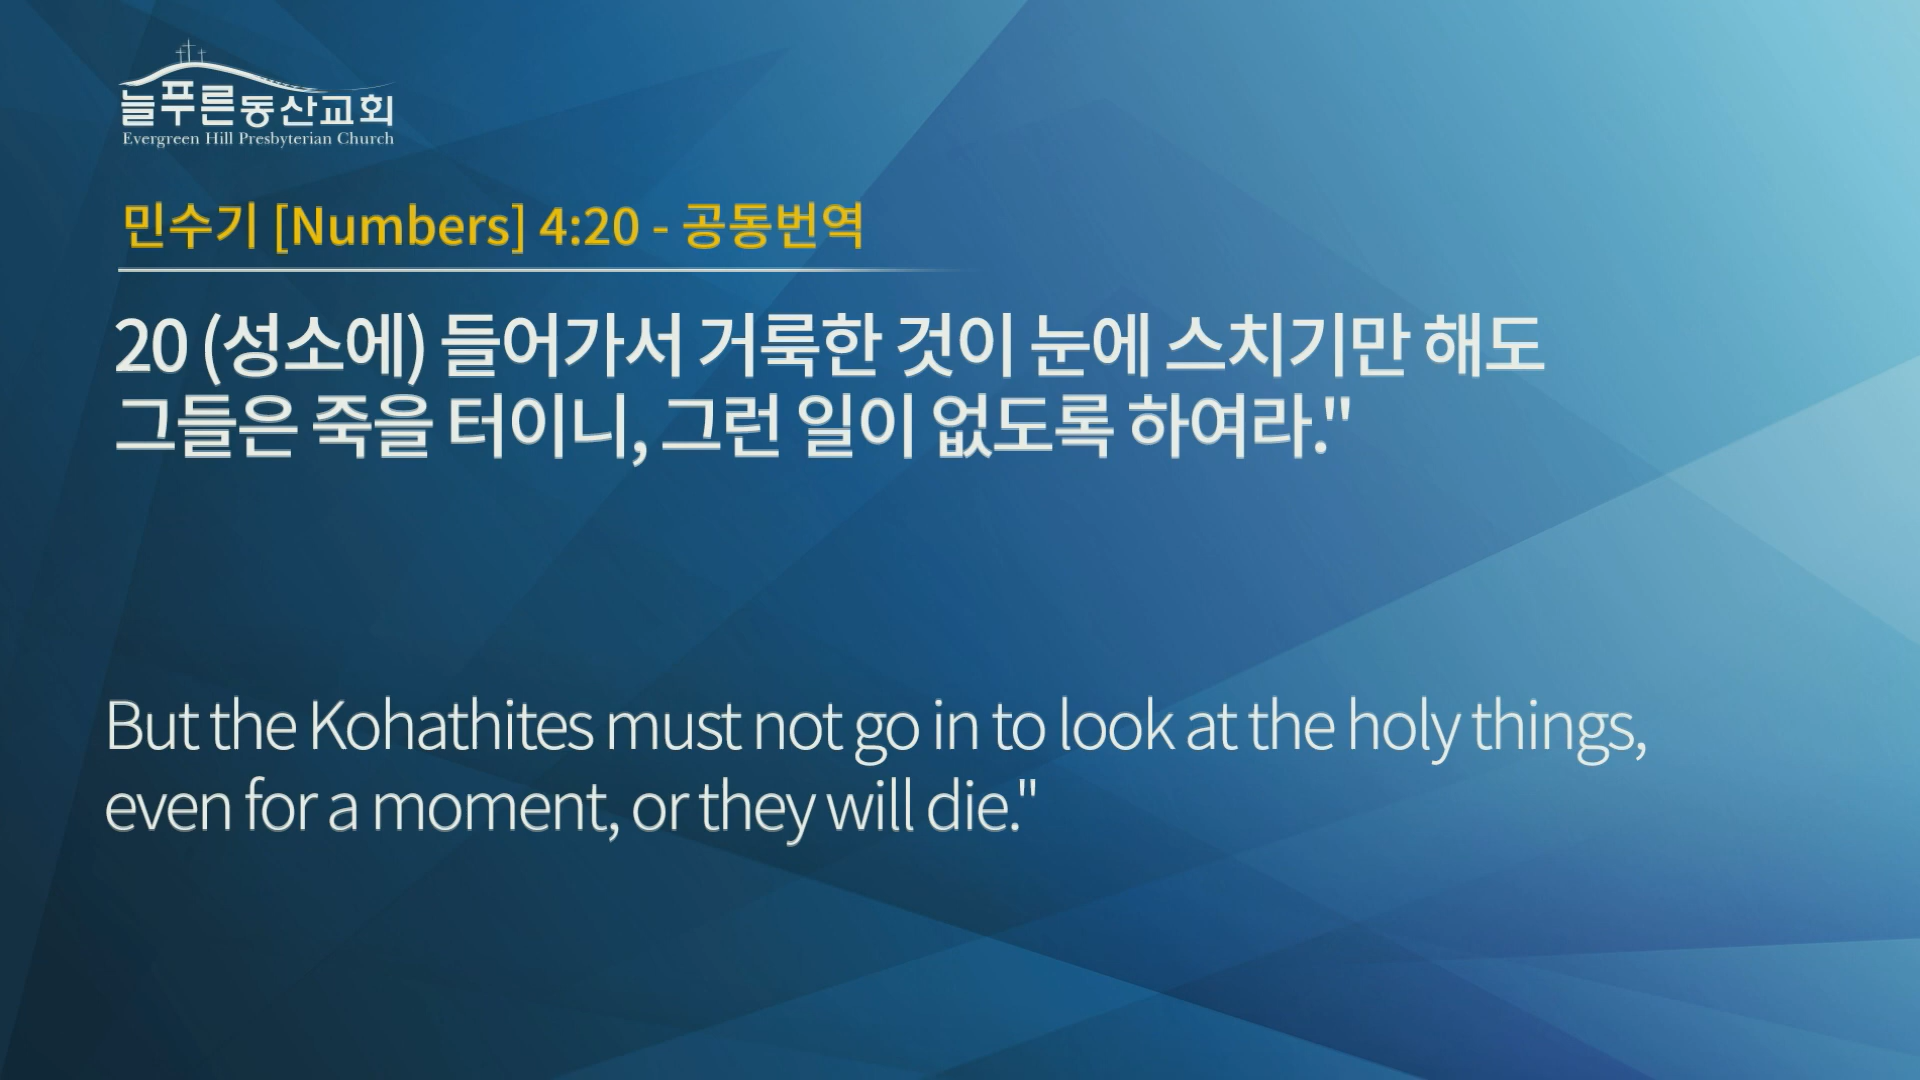 늘푸른동산교회
Evergreen Hill Presbyterian Church
민수기 [Numbers] 4:20 - 공동번역
20 (성소에) 들어가서 거룩한 것이 눈에 스치기만 해도
그들은 죽을 터이니, 그런 일이 없도록 하여라."
But the Kohathites must not go in to look at the holy things,
even for a moment, or they will die."